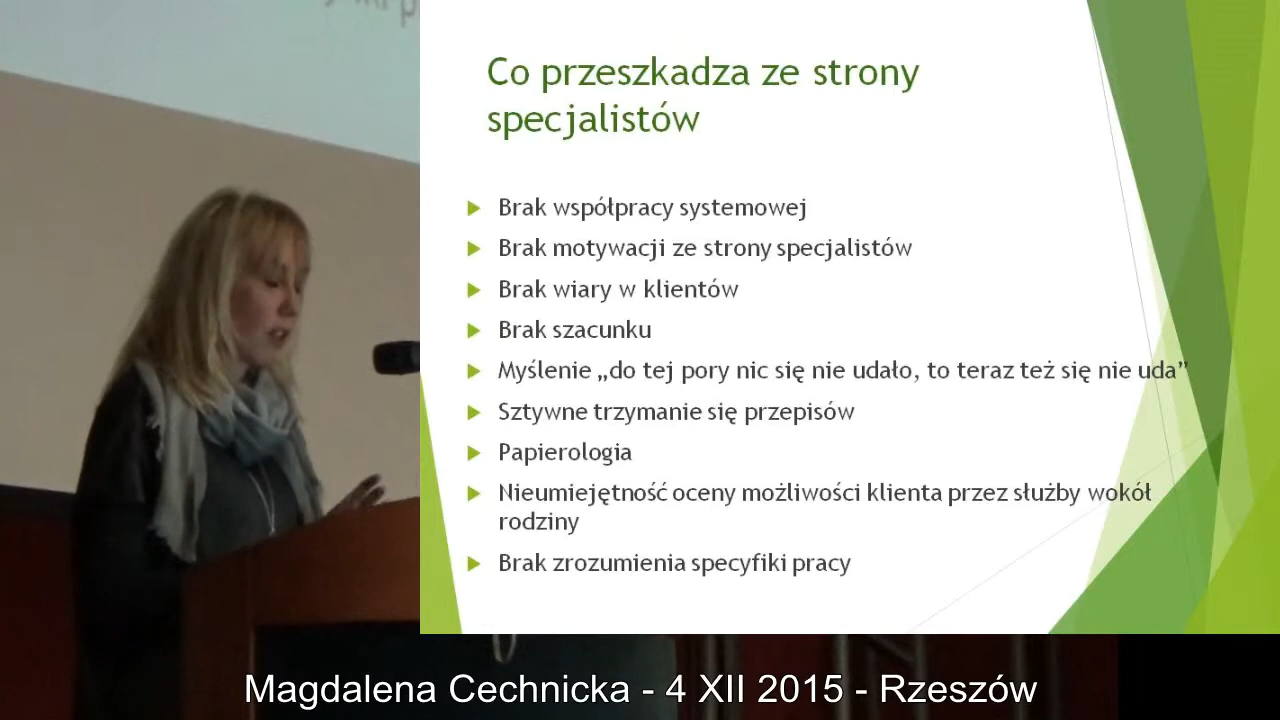 Co przeszkadza ze strony
specjalistów
Brak współpracy systemowej
Brak motywacji ze strony specjalistów
Brak wiary w klientów
Brak szacunku
Myślenie „do tej pory nic się nie udało, to teraz też się nie uda”
Sztywne trzymanie się przepisów
Papierologia
Nieumiejętność oceny możliwości klienta przez służby wokół
rodziny
Brak zrozumienia specyfiki pracy
Magdalena Cechnicka - 4 XII 2015 - Rzeszów